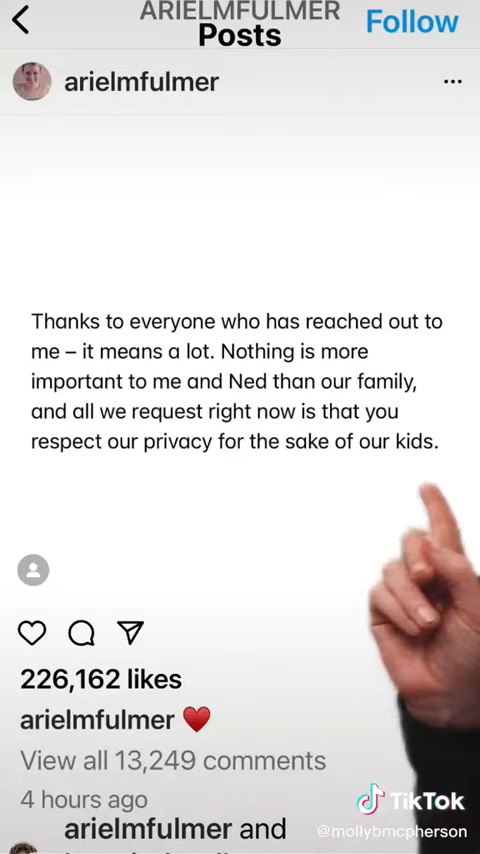 ARIELMFULMER
Posts
Follow
arielmfulmer
Thanks to everyone who has reached out to
me – it means a lot. Nothing is more
important to me and Ned than our family,
and all we request right now is that you
respect our privacy for the sake of our kids.
226,162 likes
arielmfulmer ♥️
View all 13,249 comments
4 hours ago
arielmfulmer and
TikTok
@mollybmcpherson